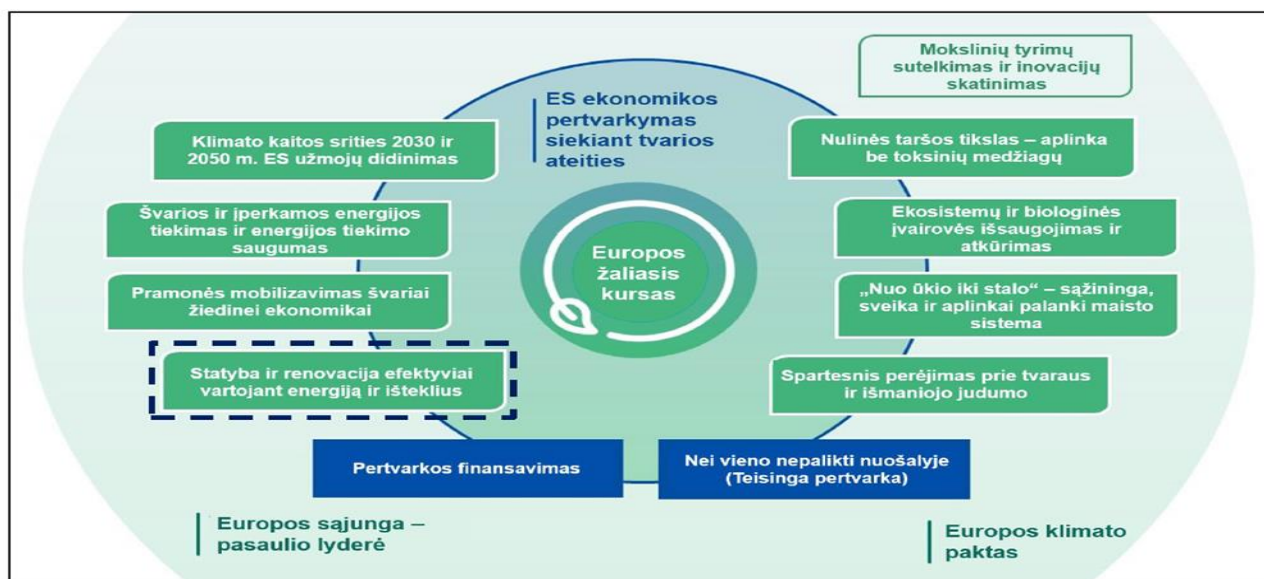 Mokslinių tyrimų
sutelkimas ir inovacijų
skatinimas
ES ekonomikos
pertvarkymas
siekiant tvarios
ateities
Klimato kaitos srities 2030 ir
2050 m. ES užmojų didinimas
Nulinės taršos tikslas – aplinka
be toksinių medžiagų
Švarios ir įperkamos energijos
tiekimas ir energijos tiekimo
saugumas
Ekosistemų ir biologinės
įvairovės išsaugojimas ir
atkūrimas
Europos
žaliasis
kursas
Pramonės mobilizavimas švariai
žiedinei ekonomikai
„Nuo ūkio iki stalo“ – sąžininga,
sveika ir aplinkai palanki maisto
sistema
Statyba ir renovacija efektyviai
vartojant energiją ir išteklius
Spartesnis perėjimas prie tvaraus
ir išmaniojo judumo
Pertvarkos finansavimas
Nei vieno nepalikti nuošalyje
(Teisinga pertvarka)
Europos sąjunga –
pasaulio lyderė
Europos klimato
paktas